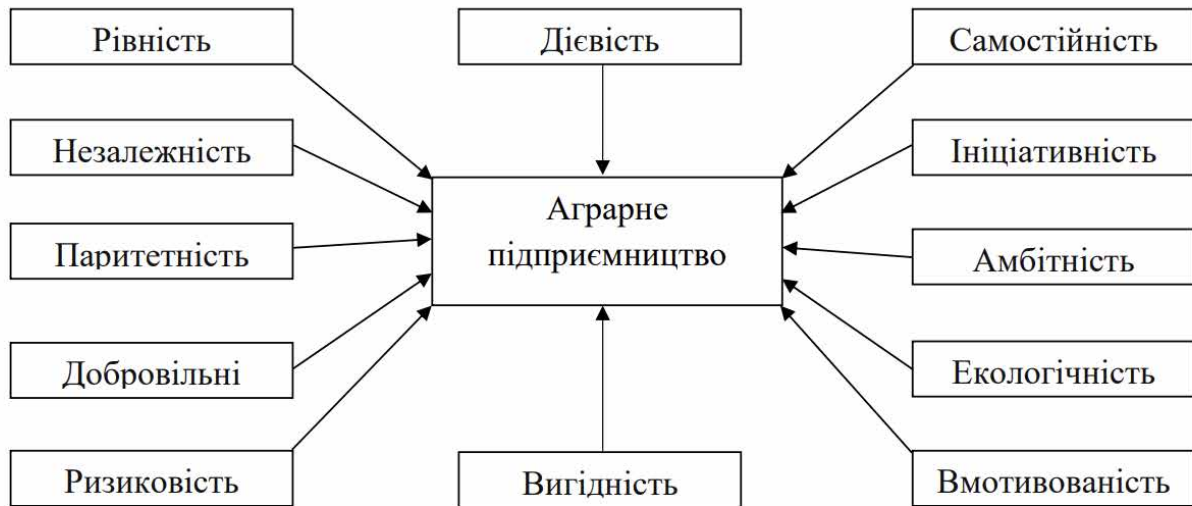 Рівність
Дієвість
Самостійність
Незалежність
Ініціативність
Аграрне
підприємництво
Паритетність
Амбітність
Добровільні
Екологічність
Ризиковість
Вигідність
Вмотивованість